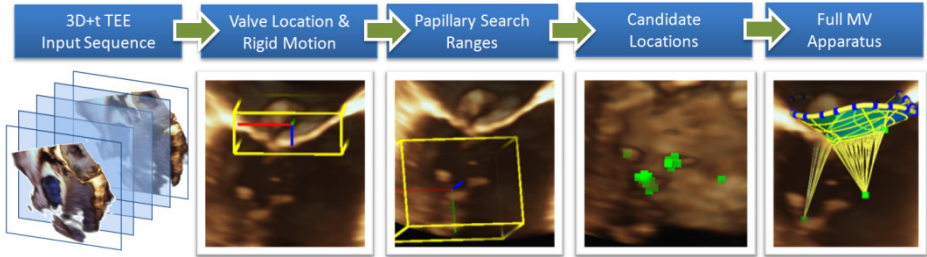 3D+t TEE
Input Sequence
Valve Location &
Rigid Motion
Papillary Search
Ranges
Candidate
Locations
Full MV
Apparatus